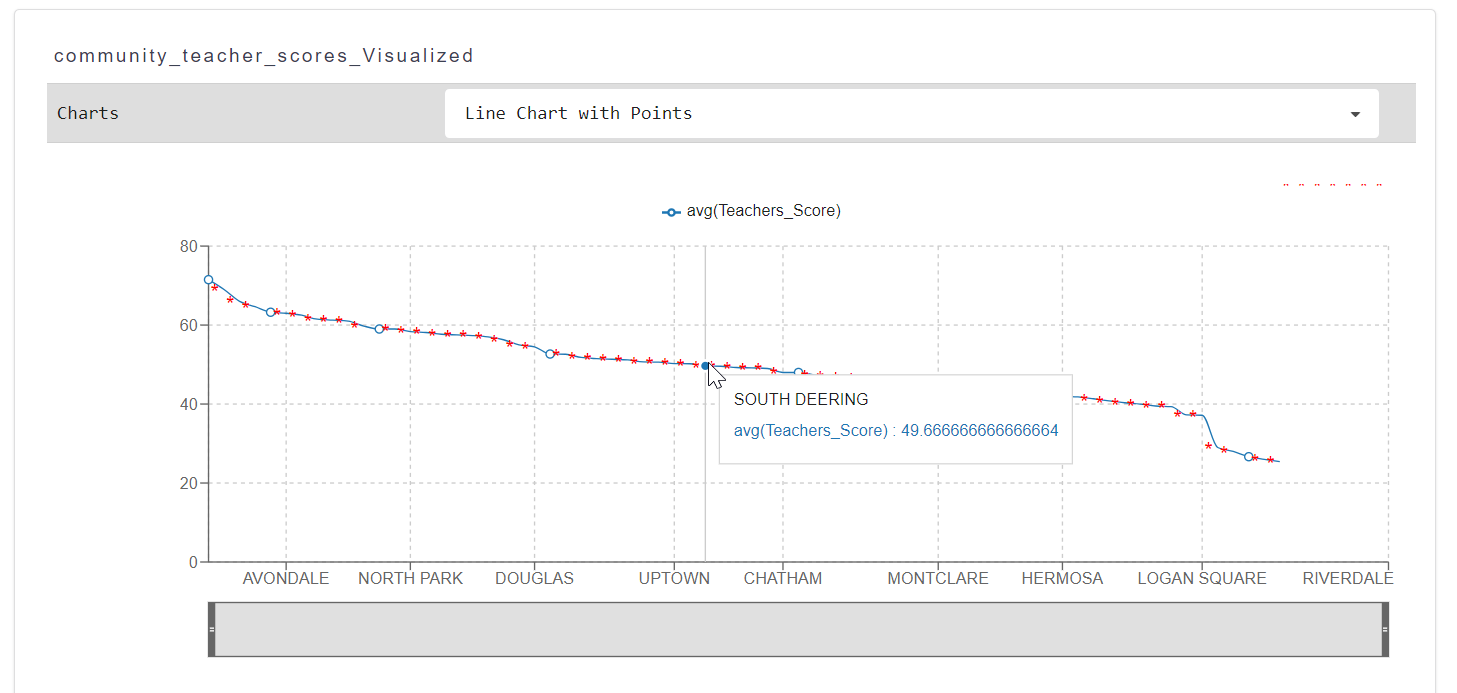 community_teacher_scores_Visualized
Charts
Line Chart with Points
avg(Teachers_Score)
80
60
40
20
0
SOUTH DEERING
avg(Teachers_Score) : 49.666666666666664
AVONDALE NORTH PARK DOUGLAS UPTOWN CHATHAM MONTCLARE HERMOSA LOGAN SQUARE RIVERDALE